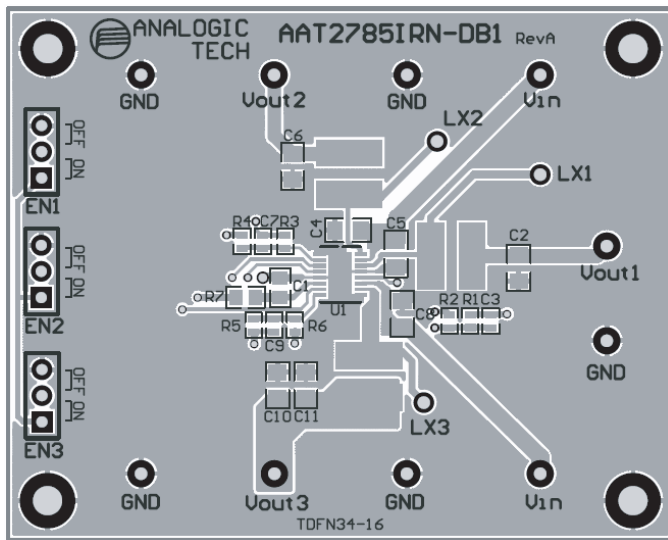 ANALOGIC
TECH
AAT2785IRN-DB1 RevA
GND
Vout2
GND
Vin
OFF
ON
EN1
C6
LX2
LX1
R4 C7 R3
C4
C5
C2
Vout1
OFF
ON
EN2
R7
C1
U1
C8
R2 R1 C3
R5
C9
R6
GND
OFF
ON
EN3
C10 C11
LX3
GND
Vout3
GND
Vin
TDFN34-16